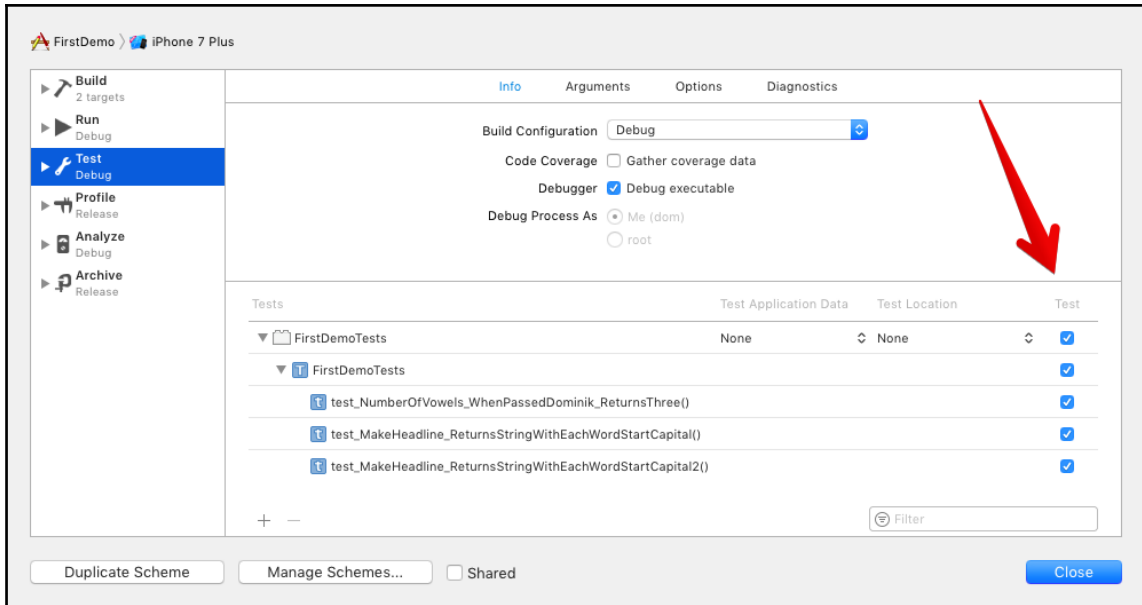 FirstDemo iPhone 7 Plus
Build
2 targets
Run
Debug
Test
Debug
Profile
Release
Analyze
Debug
Archive
Release
Info Arguments Options Diagnostics
Build Configuration Debug
Code Coverage Gather coverage data
Debugger Debug executable
Debug Process As Me (dom)
root
Tests Test Application Data Test Location Test
FirstDemoTests None None
T FirstDemoTests
t test_NumberOfVowels_WhenPassedDominik_ReturnsThree()
t test_MakeHeadline_ReturnsStringWithEachWordStartCapital()
t test_MakeHeadline_ReturnsStringWithEachWordStartCapital2()
+ − Filter
Duplicate Scheme Manage Schemes... Shared Close